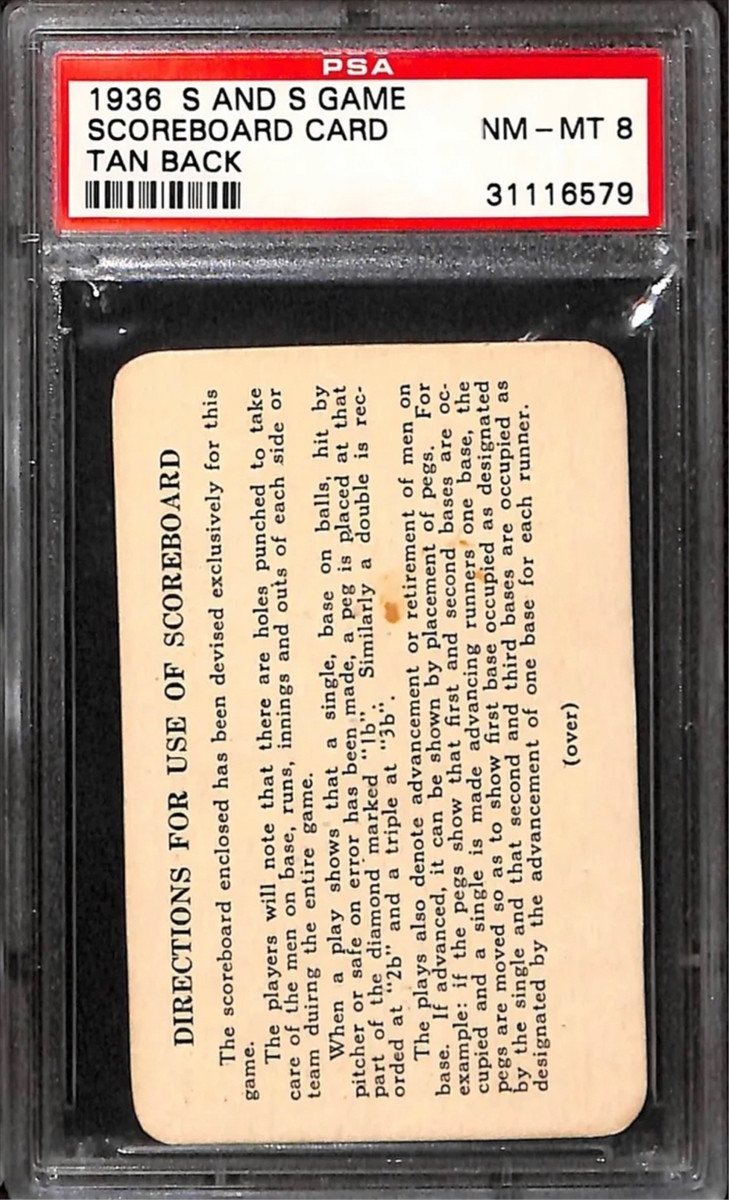 PSA
1936 S AND S GAME
SCOREBOARD CARD NM-MT 8
TAN BACK
31116579
DIRECTIONS FOR USE OF SCOREBOARD
The scoreboard enclosed has been devised exclusively for this
game.
The players will note that there are holes punched to take
care of the men on base, runs, innings and outs of each side or
team duirng the entire game.
When a play shows that a single, base on balls, hit by
pitcher or safe on error has been made, a peg is placed at that
part of the diamond marked "1b". Similarly a double is rec-
orded at "2b" and a triple at "3b".
The plays also denote advancement or retirement of men on
base. If advanced, it can be shown by placement of pegs. For
example: if the pegs show that first and second bases are oc-
cupied and a single is made advancing runners one base, the
pegs are moved so as to show first base occupied as designated
by the single and that second and third bases are occupied as
designated by the advancement of one base for each runner.
(over)